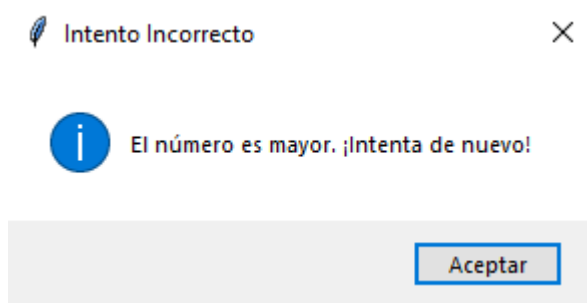 Intento Incorrecto
El número es mayor. ¡Intenta de nuevo!
Aceptar